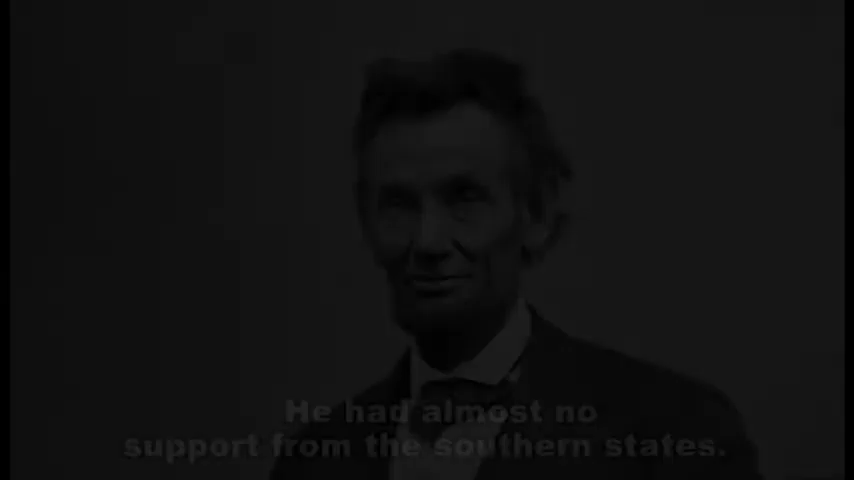 He had almost no
support from the southern states.